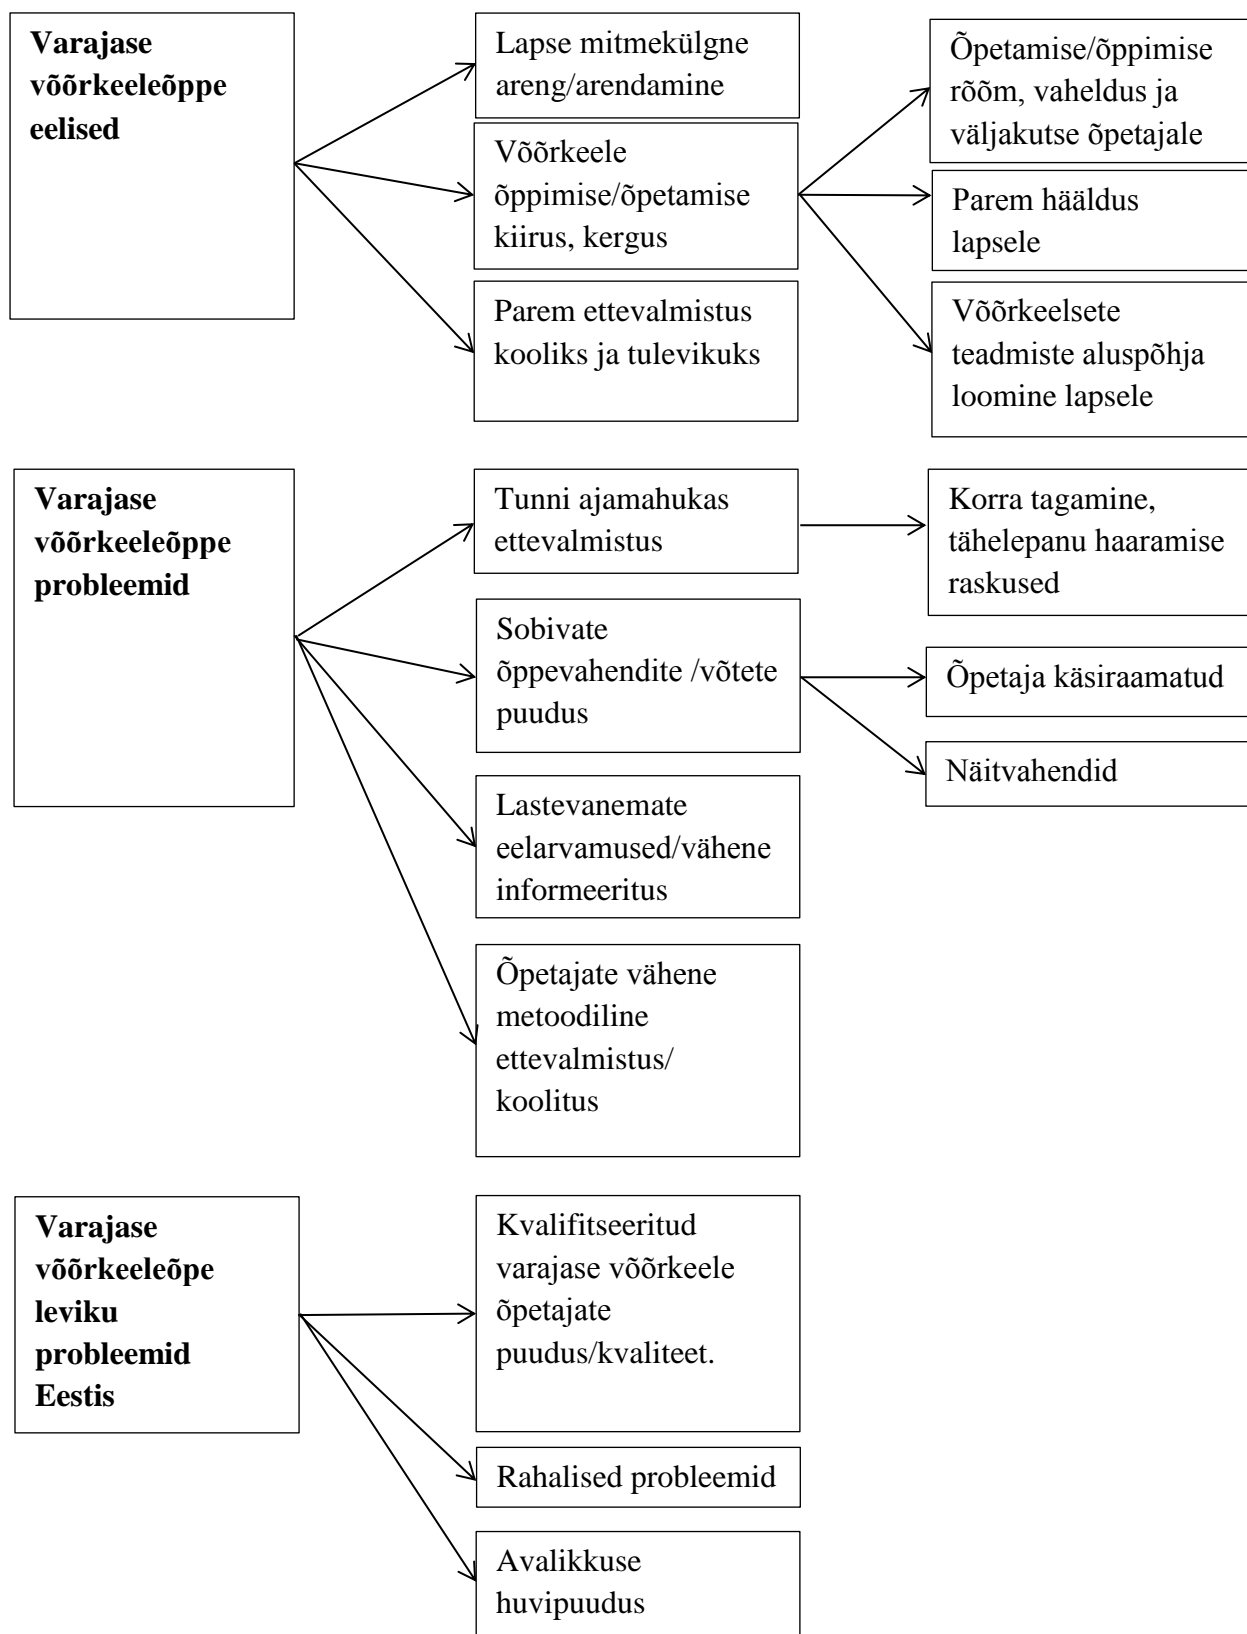 Varajase
võõrkeeleõppe
eelised
Lapse mitmekülgne
areng/arendamine
Võõrkeele
õppimise/õpetamise
kiirus, kergus
Parem ettevalmistus
kooliks ja tulevikuks
Õpetamise/õppimise
rõõm, vaheldus ja
väljakutse õpetajale
Parem hääldus
lapsele
Võõrkeelsete
teadmiste aluspõhja
loomine lapsele
Varajase
võõrkeeleõppe
probleemid
Tunni ajamahukas
ettevalmistus
Korra tagamine,
tähelepanu haaramise
raskused
Sobivate
õppevahendite /võtete
puudus
Õpetaja käsiraamatud
Näitvahendid
Lastevanemate
eelarvamused/vähene
informeeritus
Õpetajate vähene
metoodiline
ettevalmistus/
koolitus
Varajase
võõrkeeleõpe
leviku
probleemid
Eestis
Kvalifitseeritud
varajase võõrkeele
õpetajate
puudus/kvaliteet.
Rahalised probleemid
Avalikkuse
huvipuudus